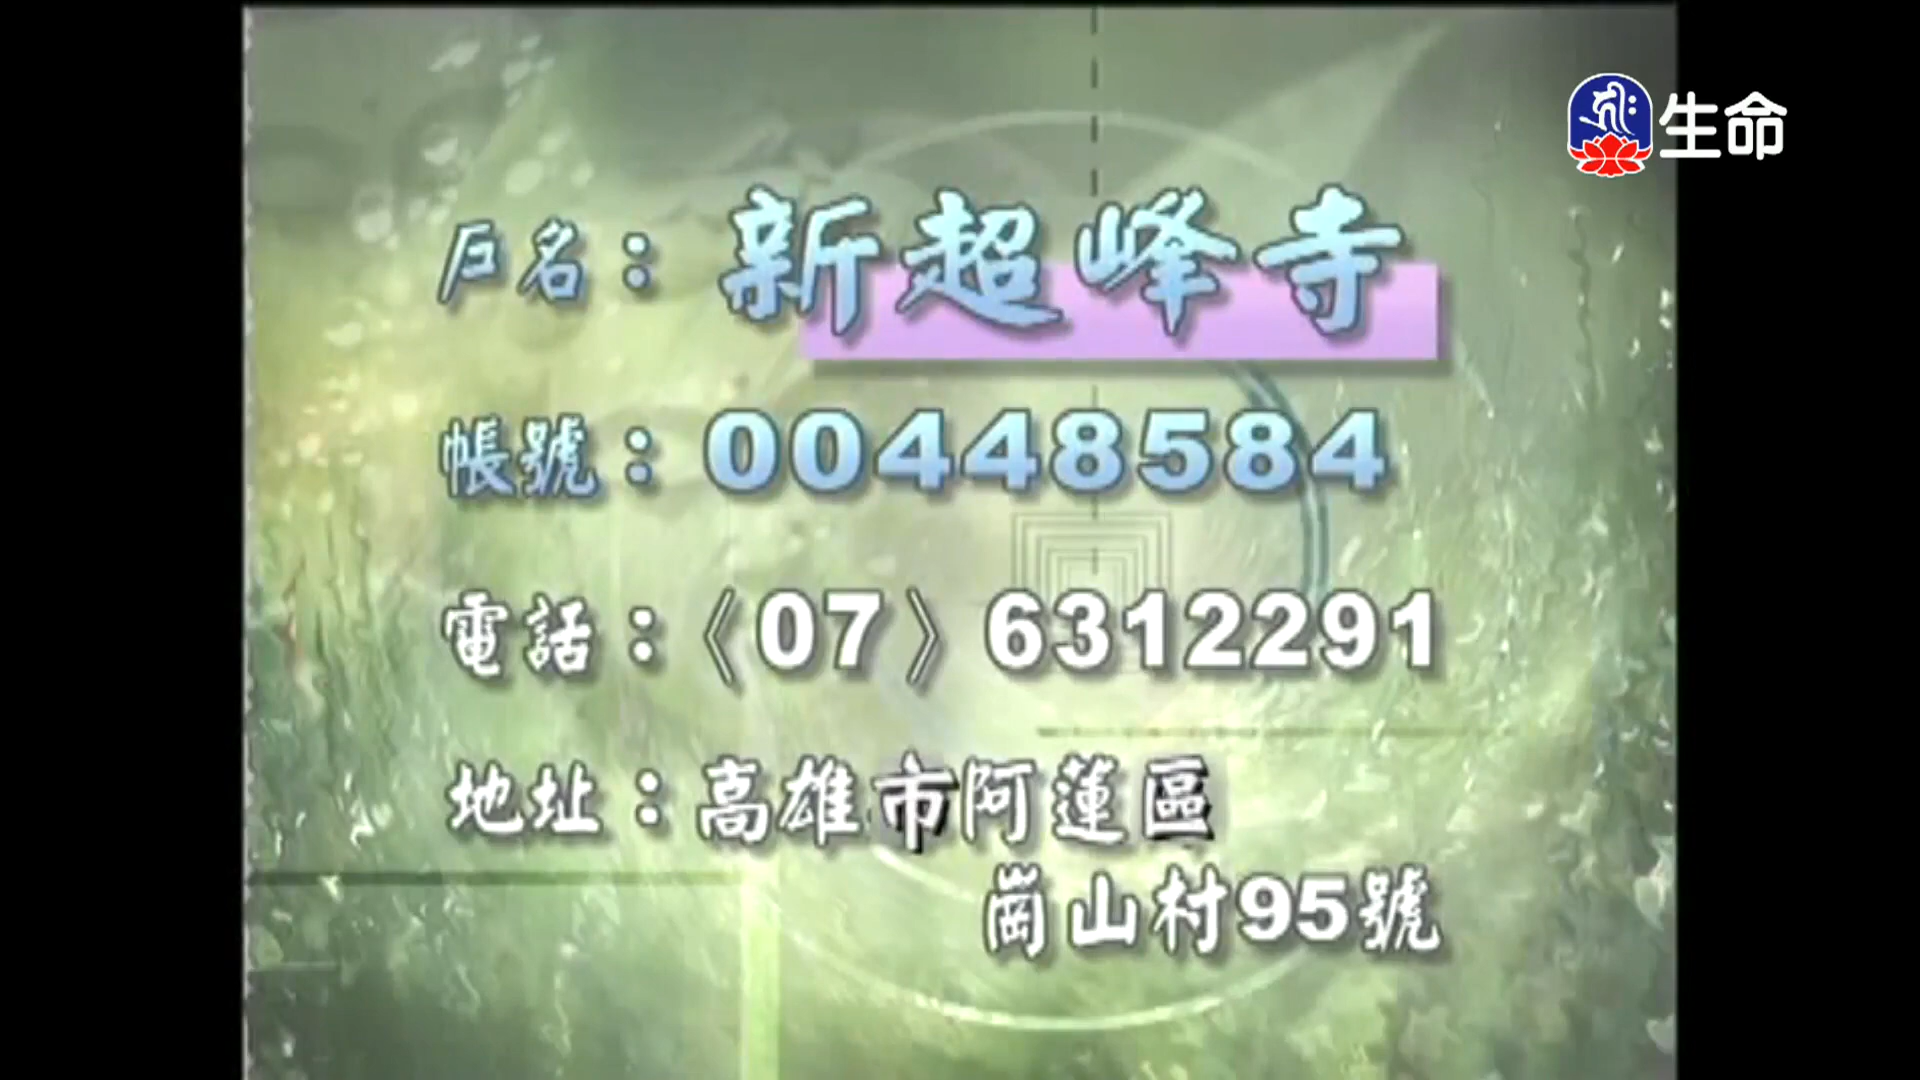 生命
戶名：新超峰寺
帳號：00448584
電話：〈07〉6312291
地址：高雄市阿蓮區
崗山村95號